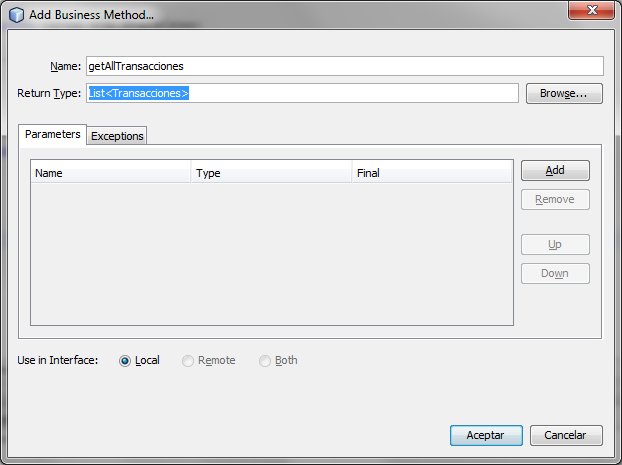 Add Business Method...
Name: getAllTransacciones
Return Type: List<Transacciones> Browse...
Parameters Exceptions
Name Type Final Add
Remove
Up
Down
Use in Interface: Local Remote Both
Aceptar Cancelar